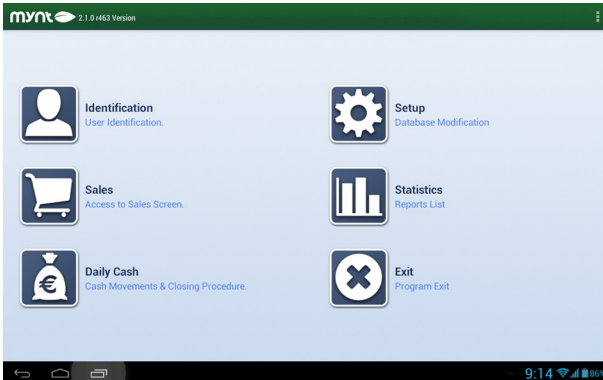 mynt 2.1.0 r463 Version
Identification
User Identification.
Setup
Database Modification
Sales
Access to Sales Screen.
Statistics
Reports List
€
Daily Cash
Cash Movements & Closing Procedure.
Exit
Program Exit
9:14 86%